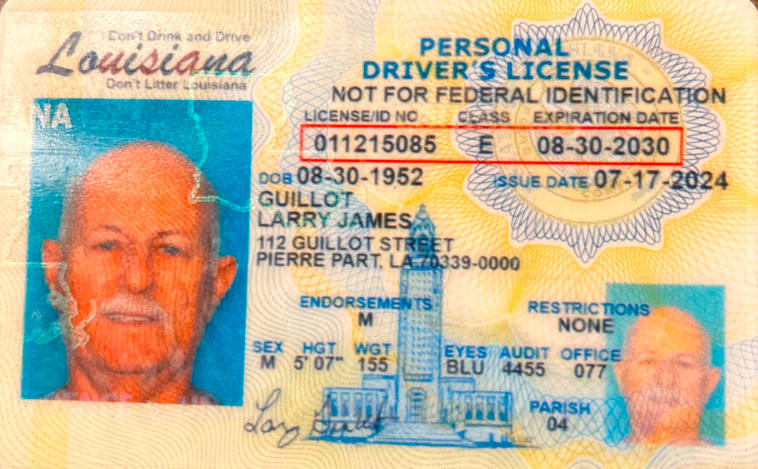 Don't Drink and Drive
Louisiana
Don't Litter Louisiana
NA
PERSONAL
DRIVER'S LICENSE
NOT FOR FEDERAL IDENTIFICATION
LICENSE/ID NO CLASS EXPIRATION DATE
011215085 E 08-30-2030
DOB 08-30-1952 ISSUE DATE 07-17-2024
GUILLOT
LARRY JAMES
112 GUILLOT STREET
PIERRE PART, LA 70339-0000
ENDORSEMENTS RESTRICTIONS
M NONE
SEX HGT WGT EYES AUDIT OFFICE
M 5' 07" 155 BLU 4455 077
PARISH
04